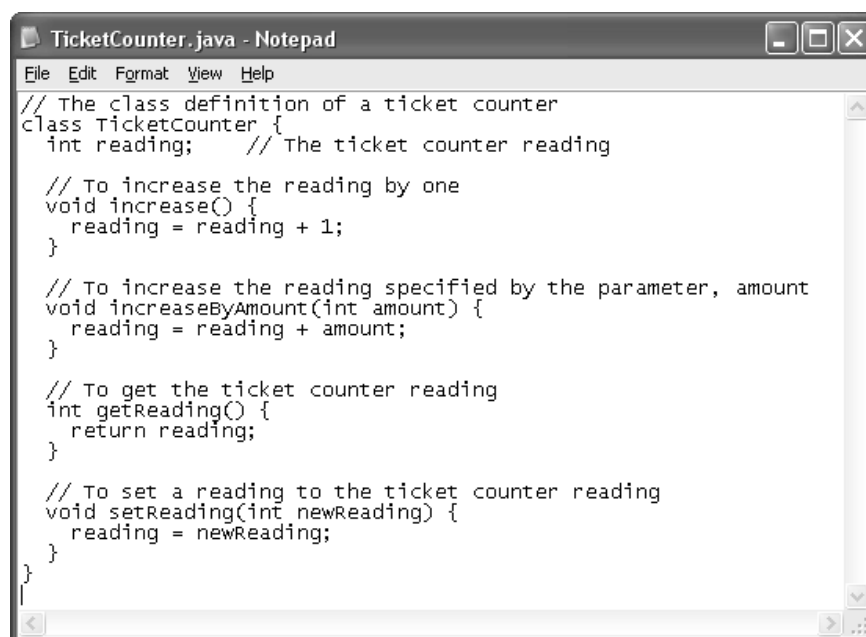 TicketCounter.java - Notepad
File Edit Format View Help
// The class definition of a ticket counter
class TicketCounter {
  int reading;    // The ticket counter reading

  // To increase the reading by one
  void increase() {
    reading = reading + 1;
  }

  // To increase the reading specified by the parameter, amount
  void increaseByAmount(int amount) {
    reading = reading + amount;
  }

  // To get the ticket counter reading
  int getReading() {
    return reading;
  }

  // To set a reading to the ticket counter reading
  void setReading(int newReading) {
    reading = newReading;
  }
}